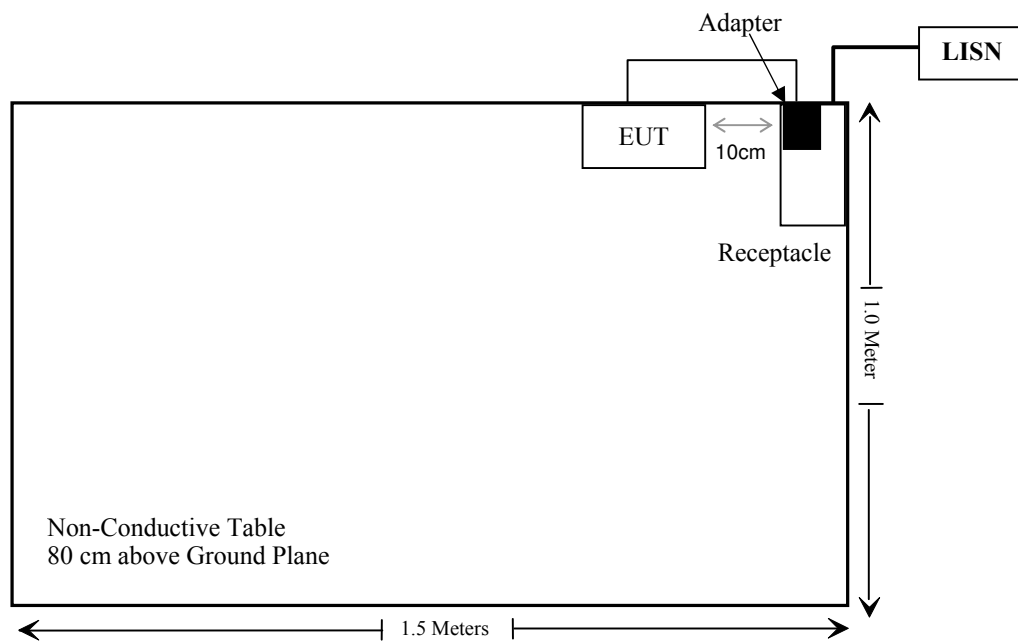 Adapter
LISN
EUT
10cm
Receptacle
1.0 Meter
Non-Conductive Table
80 cm above Ground Plane
1.5 Meters